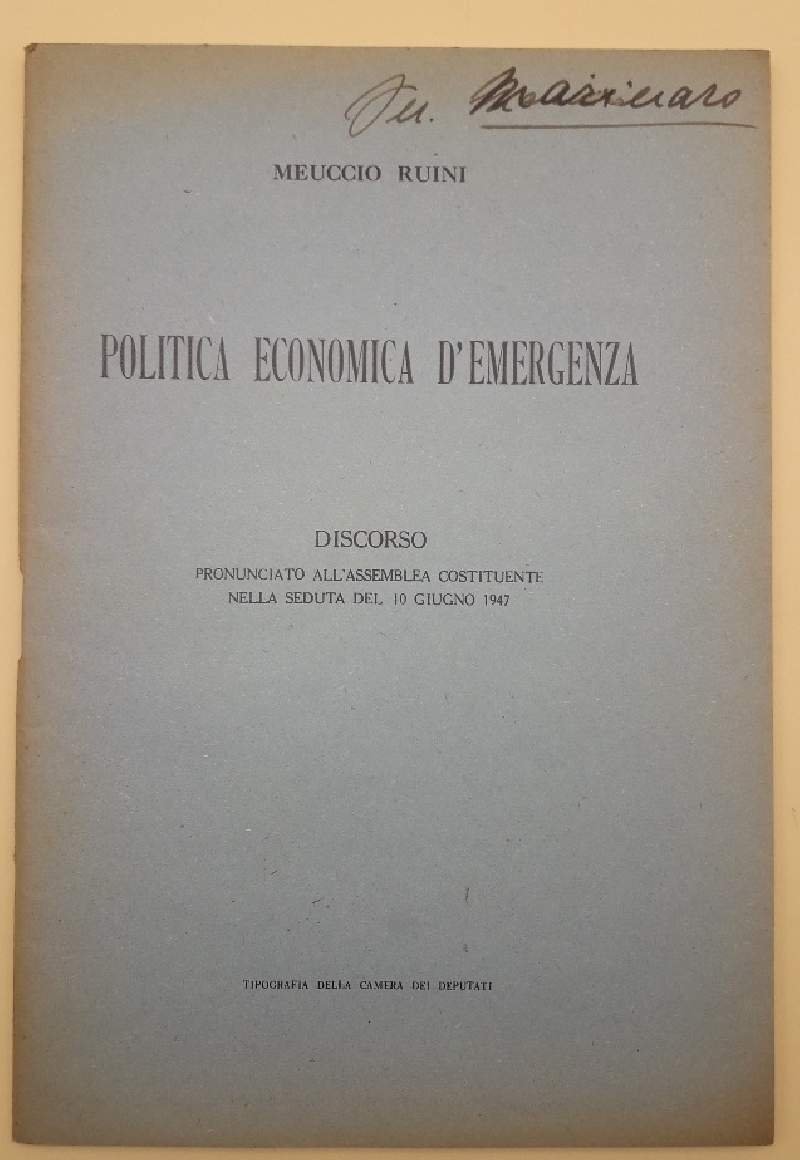 Sen.
MEUCCIO RUINI
POLITICA ECONOMICA D'EMERGENZA
DISCORSO
PRONUNCIATO ALL'ASSEMBLEA COSTITUENTE
NELLA SEDUTA DEL 10 GIUGNO 1947
TIPOGRAFIA DELLA CAMERA DEI DEPUTATI